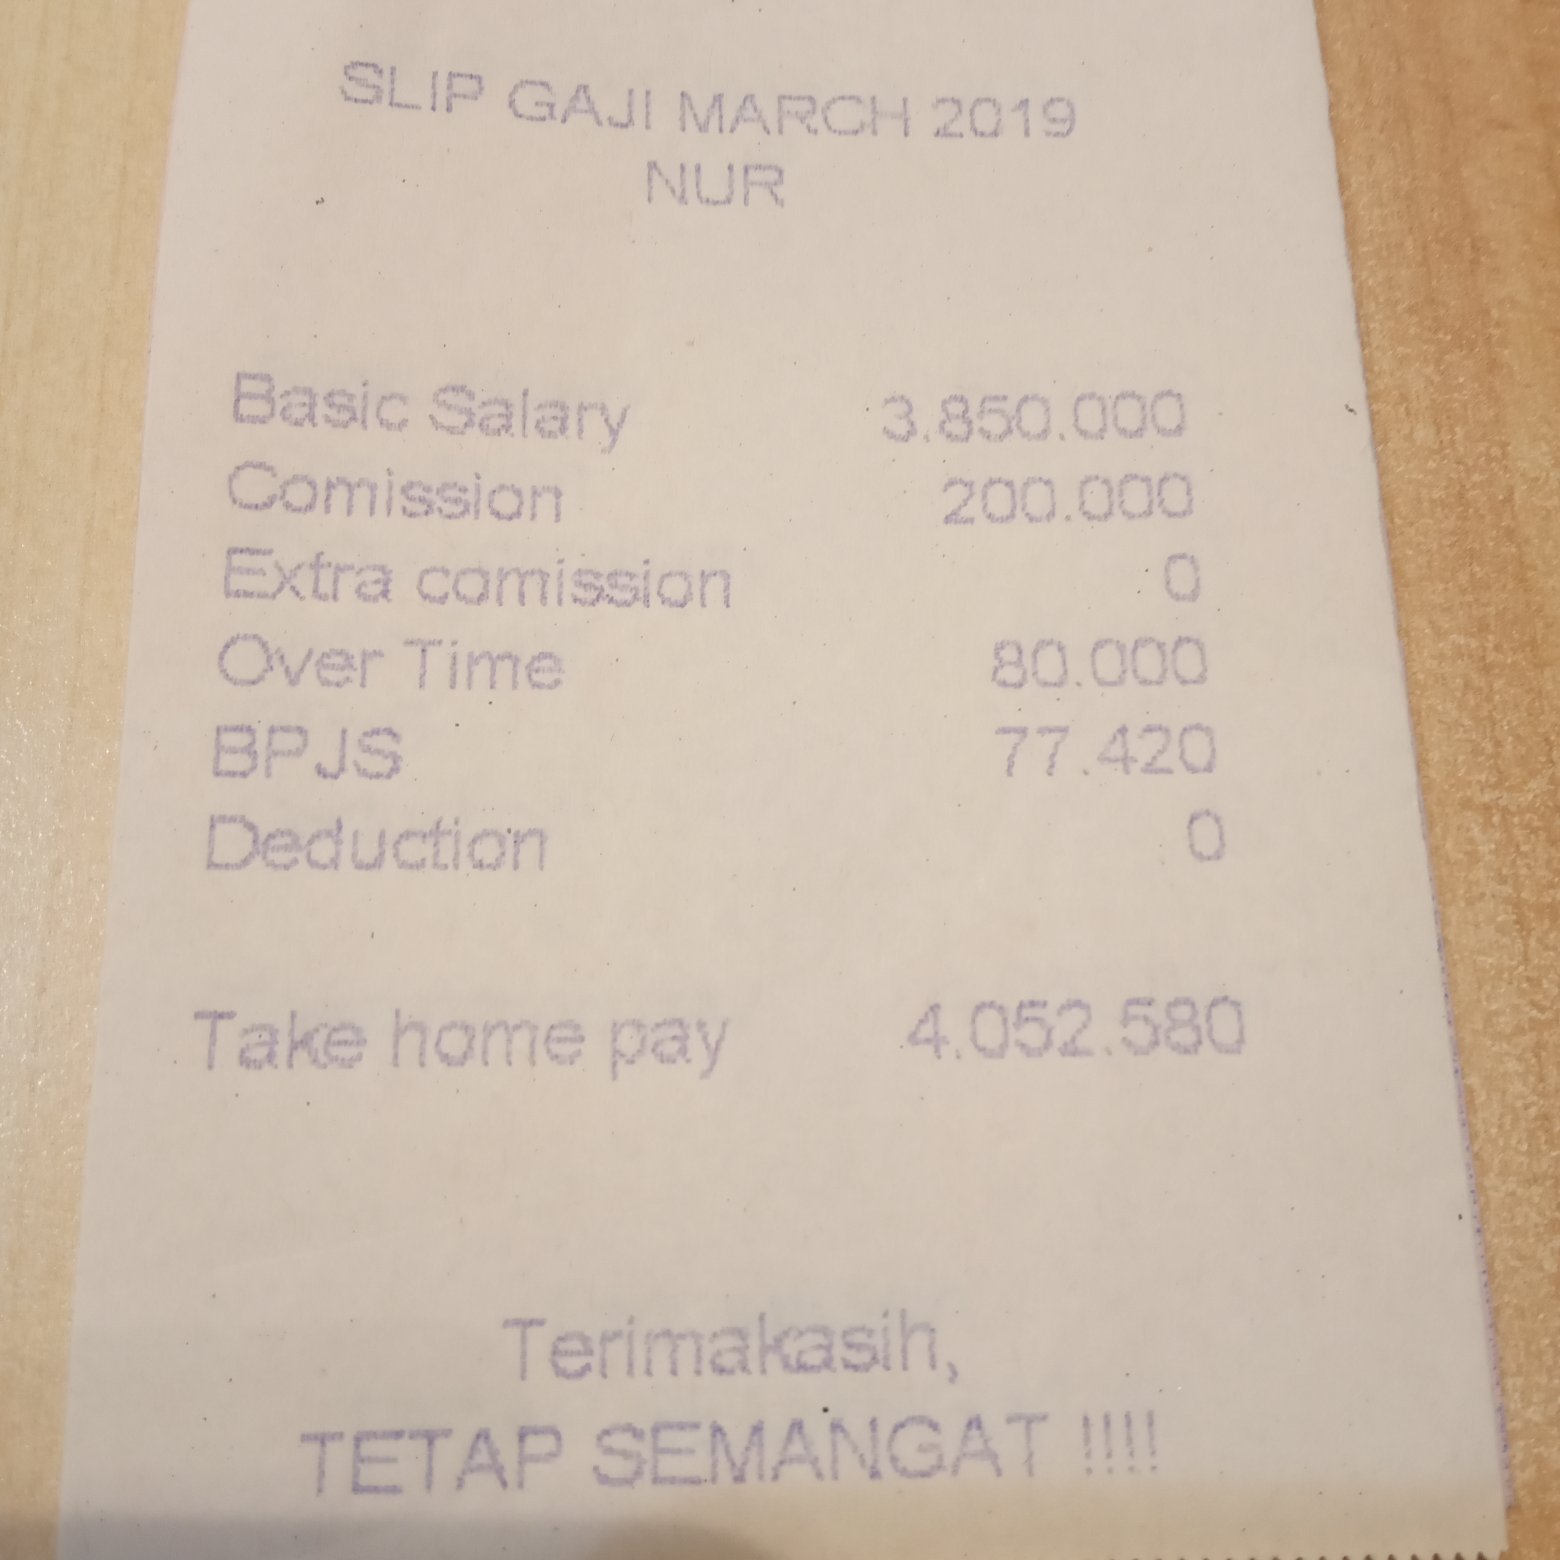 SLIP GAJI MARCH 2019
NUR
Basic Salary 3.850.000
Comission 200.000
Extra comission 0
Over Time 80.000
BPJS 77.420
Deduction 0
Take home pay 4.052.580
Terimakasih,
TETAP SEMANGAT !!!!